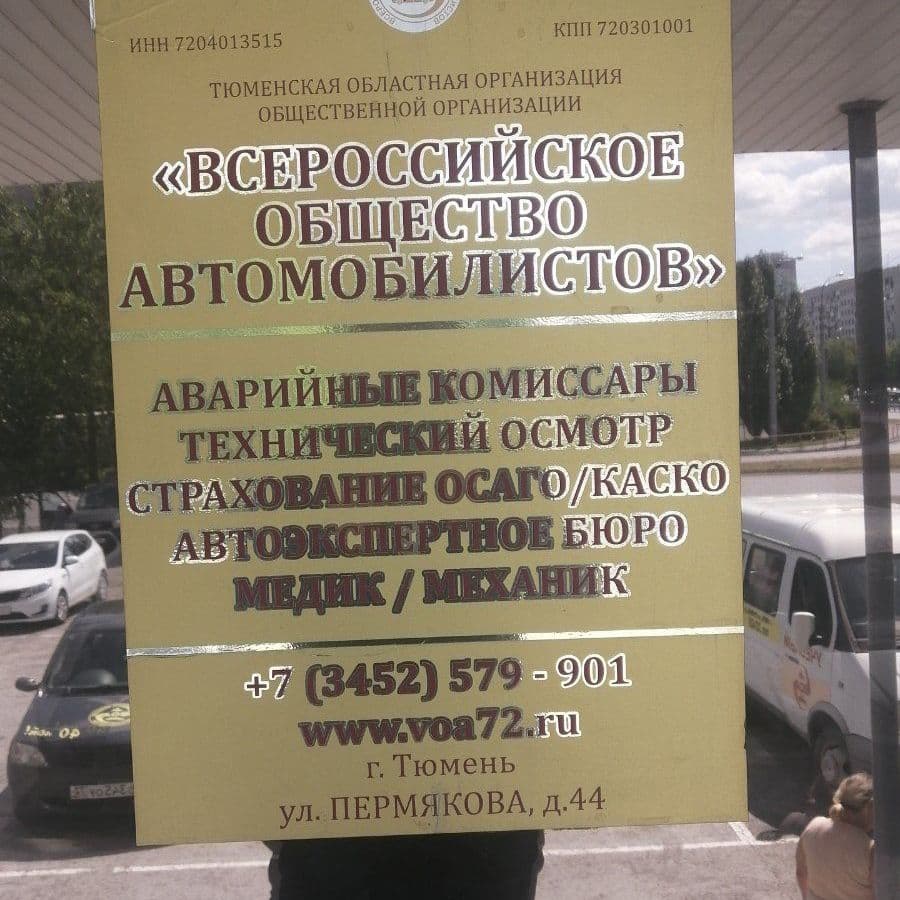 ИНН 7204013515
КПП 720301001
ТЮМЕНСКАЯ ОБЛАСТНАЯ ОРГАНИЗАЦИЯ
ОБЩЕСТВЕННОЙ ОРГАНИЗАЦИИ
«ВСЕРОССИЙСКОЕ
ОБЩЕСТВО
АВТОМОБИЛИСТОВ»
АВАРИЙНЫЕ КОМИССАРЫ
ТЕХНИЧЕСКИЙ ОСМОТР
СТРАХОВАНИЕ ОСАГО/КАСКО
АВТОЭКСПЕРТНОЕ БЮРО
МЕДИК / МЕХАНИК
+7 (3452) 579 - 901
www.voa72.ru
г. Тюмень
ул. ПЕРМЯКОВА, д.44